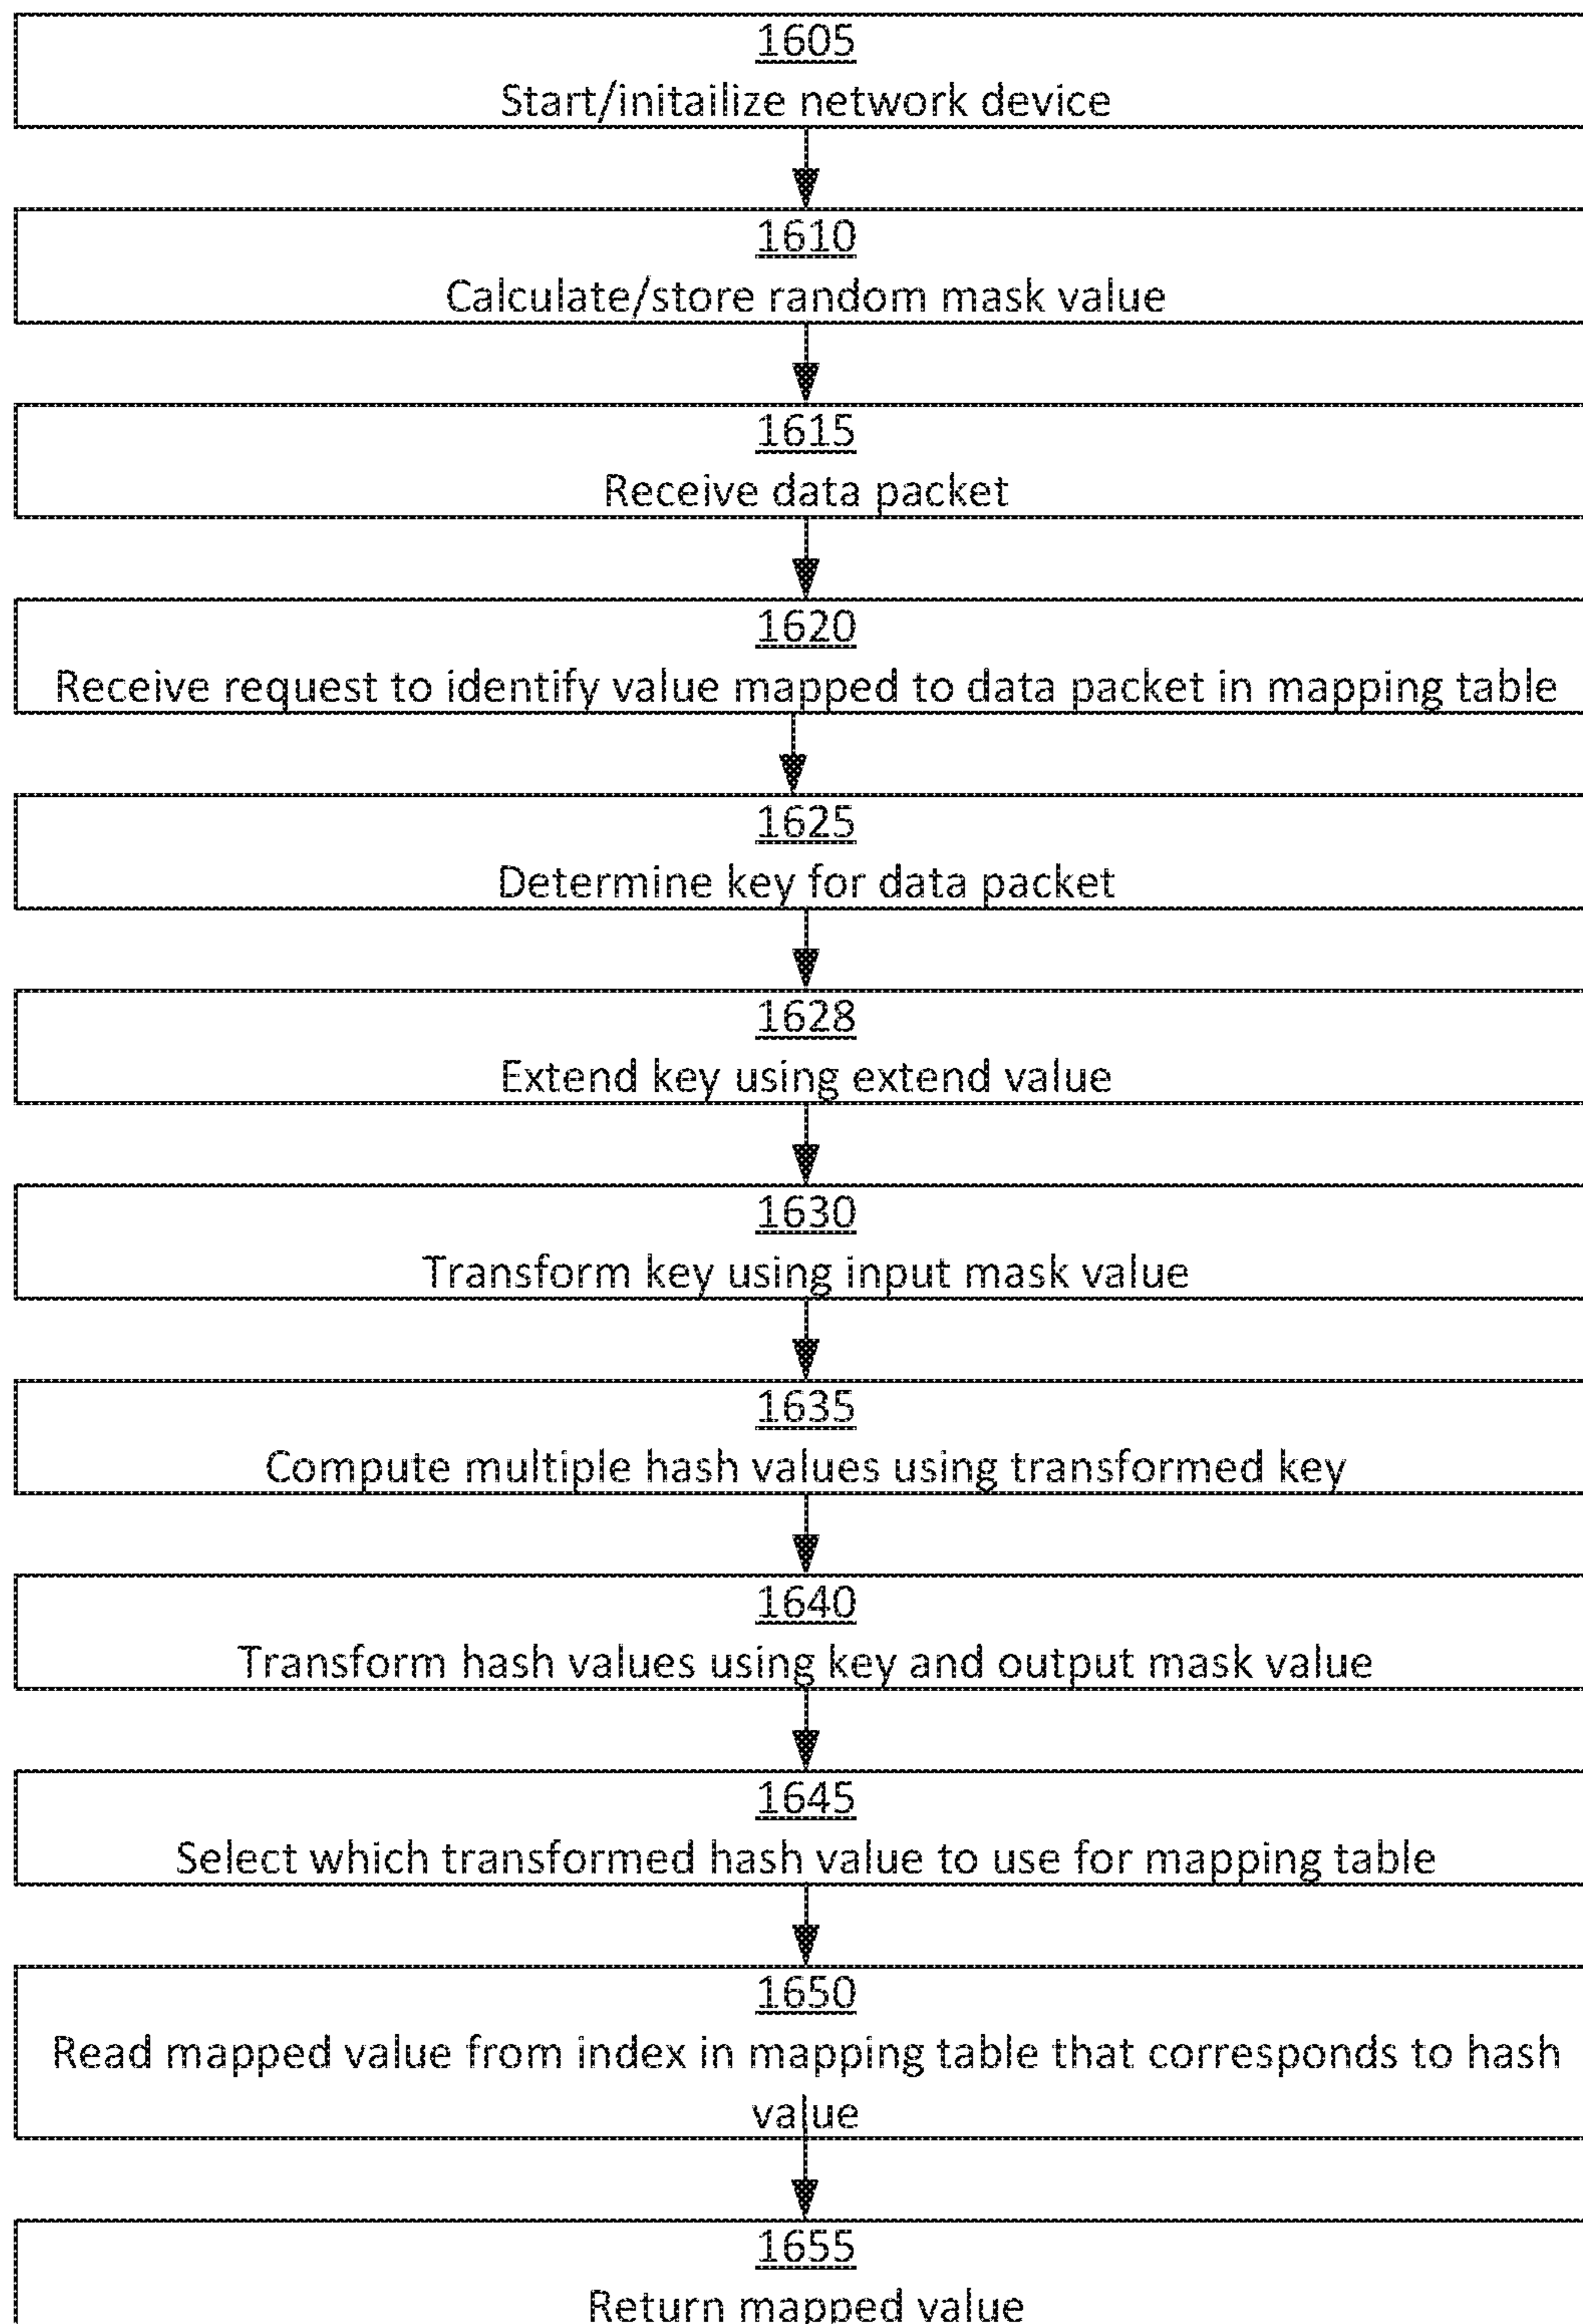 1605
Start/initailize network device
1610
Calculate/store random mask value
1615
Receive data packet
1620
Receive request to identify value mapped to data packet in mapping table
1625
Determine key for data packet
1628
Extend key using extend value
1630
Transform key using input mask value
1635
Compute multiple hash values using transformed key
1640
Transform hash values using key and output mask value
1645
Select which transformed hash value to use for mapping table
1650
Read mapped value from index in mapping table that corresponds to hash
value
1655
Return mapped value